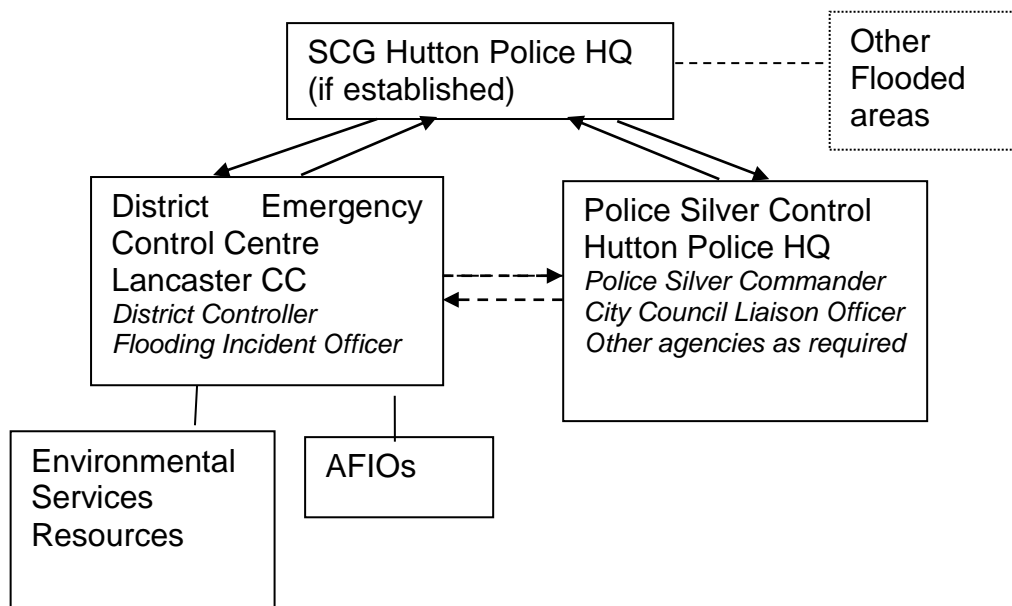 SCG Hutton Police HQ
(if established)
Other
Flooded
areas
District Emergency
Control Centre
Lancaster CC
District Controller
Flooding Incident Officer
Police Silver Control
Hutton Police HQ
Police Silver Commander
City Council Liaison Officer
Other agencies as required
Environmental
Services
Resources
AFIOs